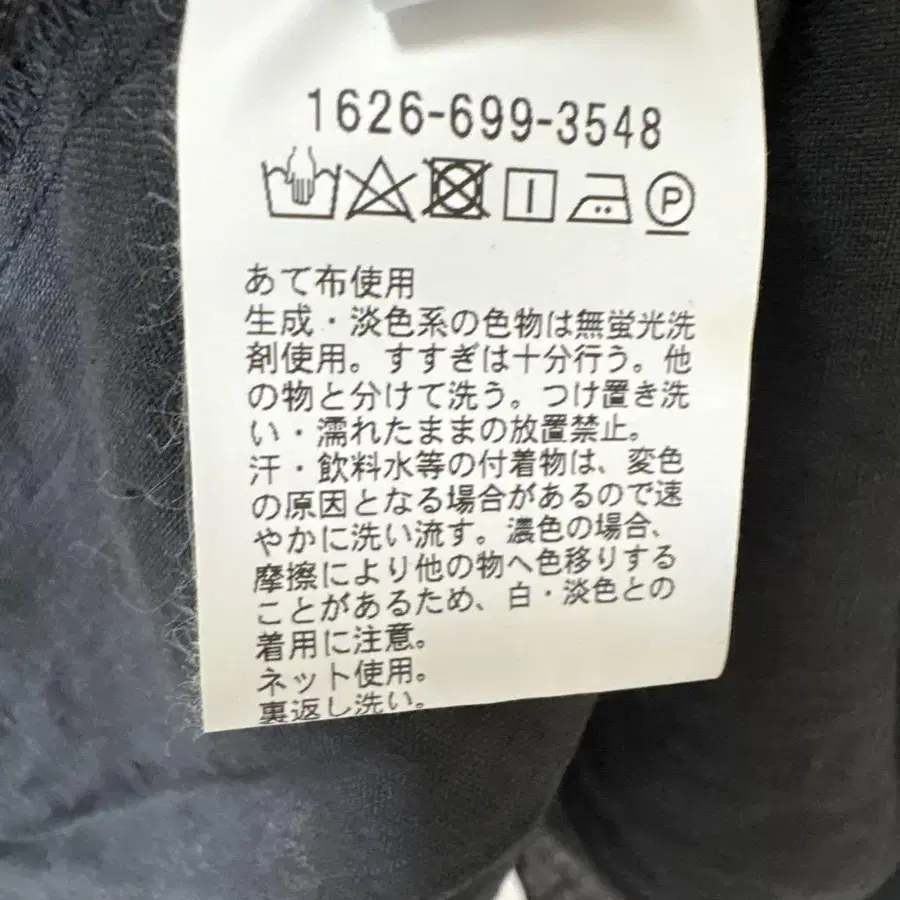 1626-699-3548
P
あて布使用
生成・淡色系の色物は無蛍光洗
剤使用。すすぎは十分行う。他
の物と分けて洗う。つけ置き洗
い・濡れたままの放置禁止。
汗・飲料水等の付着物は、変色
の原因となる場合があるので速
やかに洗い流す。濃色の場合、
摩擦により他の物へ色移りする
ことがあるため、白・淡色との
着用に注意。
ネット使用。
裏返し洗い。